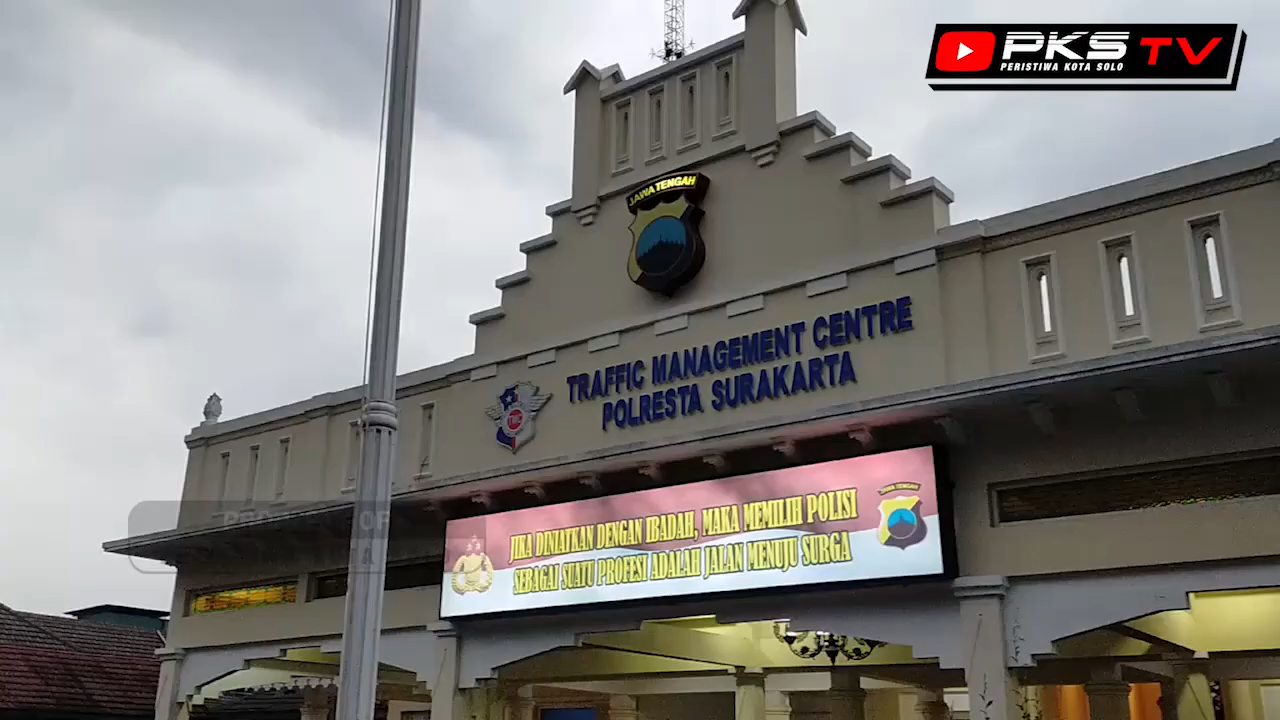 PKS TV
PERISTIWA KOTA SOLO
JAWA TENGAH
TRAFFIC MANAGEMENT CENTRE
POLRESTA SURAKARTA
TMC
JIKA DINIATKAN DENGAN IBADAH, MAKA MEMILIH POLISI
SEBAGAI SUATU PROFESI ADALAH JALAN MENUJU SURGA
JAWA TENGAH